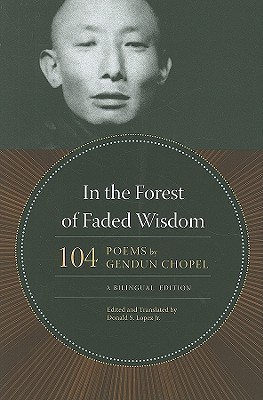 In the Forest
of Faded Wisdom
104 POEMS by
GENDUN CHOPEL
A BILINGUAL EDITION
Edited and Translated by
Donald S. Lopez Jr.